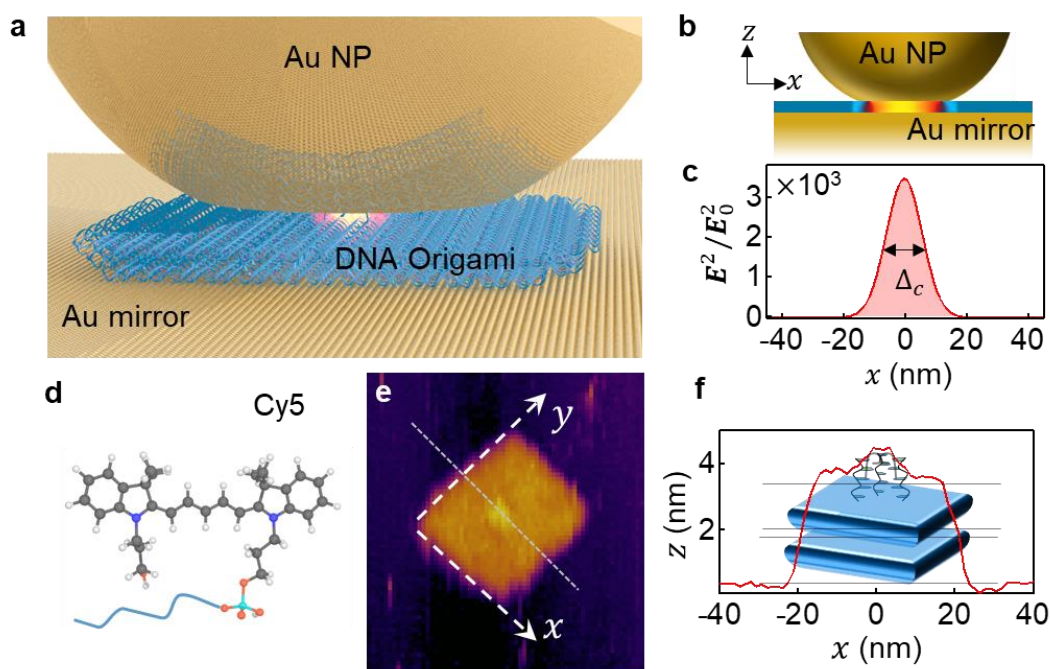 a
Au NP
DNA Origami
Au mirror
b
z
x
Au NP
Au mirror
c
×10³
E²/E₀²
3
2
1
0
Δc
-40 -20 0 20 40
x (nm)
d
Cy5
e
y
x
f
z (nm)
4
2
-40 -20 0 20 40
x (nm)